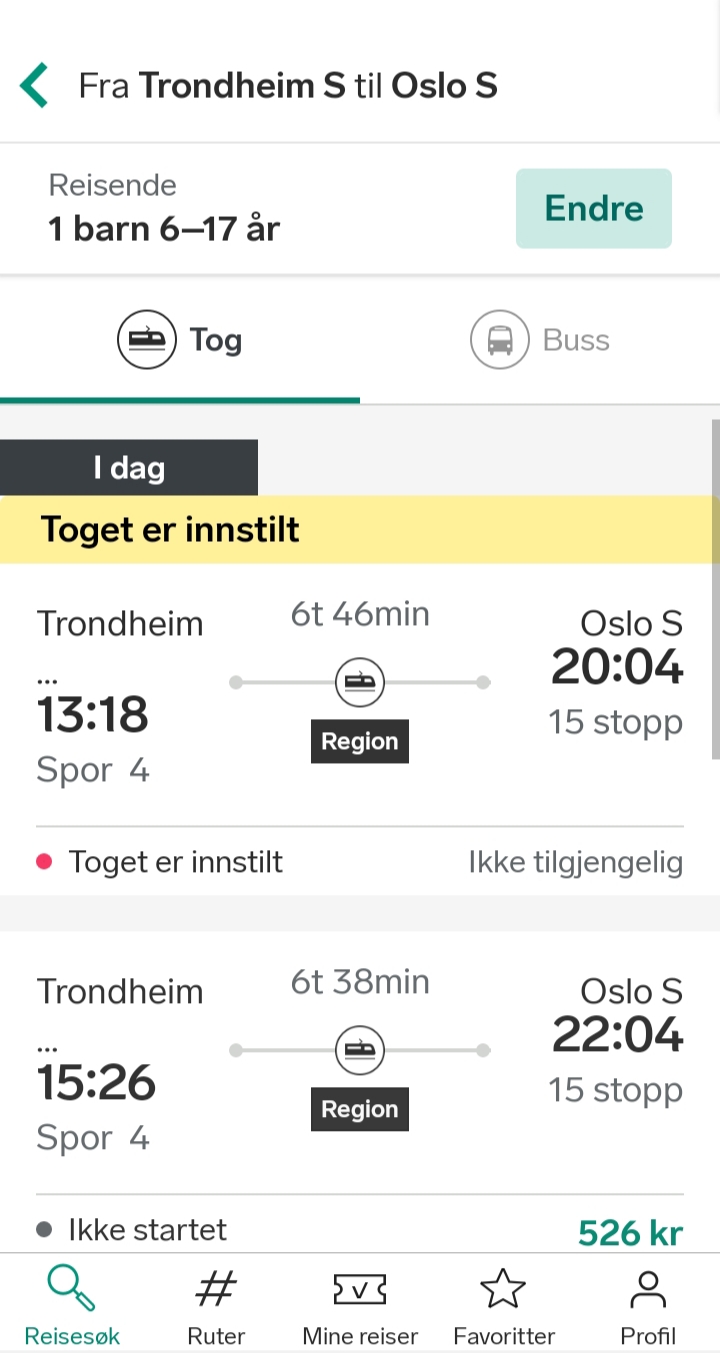 Fra Trondheim S til Oslo S
Reisende
1 barn 6–17 år
Endre
Tog
Buss
I dag
Toget er innstilt
Trondheim
...
13:18
Spor 4
6t 46min
Region
Oslo S
20:04
15 stopp
Toget er innstilt
Ikke tilgjengelig
Trondheim
...
15:26
Spor 4
6t 38min
Region
Oslo S
22:04
15 stopp
Ikke startet
526 kr
Reisesøk
Ruter
Mine reiser
Favoritter
Profil